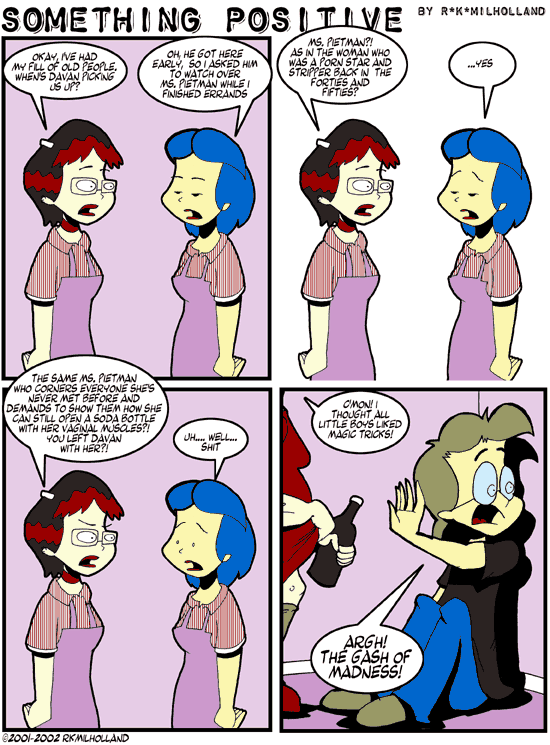 SOMETHING POSITIVE BY R*K*MILHOLLAND
OKAY, I'VE HAD
MY FILL OF OLD PEOPLE.
WHEN'S DAVAN PICKING
US UP?
OH, HE GOT HERE
EARLY, SO I ASKED HIM
TO WATCH OVER
MS. PIETMAN WHILE I
FINISHED ERRANDS
MS. PIETMAN?!
AS IN THE WOMAN WHO
WAS A PORN STAR AND
STRIPPER BACK IN THE
FORTIES AND
FIFTIES?
...YES
THE SAME MS. PIETMAN
WHO CORNERS EVERYONE SHE'S
NEVER MET BEFORE AND
DEMANDS TO SHOW THEM HOW SHE
CAN STILL OPEN A SODA BOTTLE
WITH HER VAGINAL MUSCLES?!
YOU LEFT DAVAN
WITH HER?!
UH.... WELL...
SHIT
C'MON! I
THOUGHT ALL
LITTLE BOYS LIKED
MAGIC TRICKS!
ARGH!
THE GASH OF
MADNESS!
©2001-2002 RKMILHOLLAND